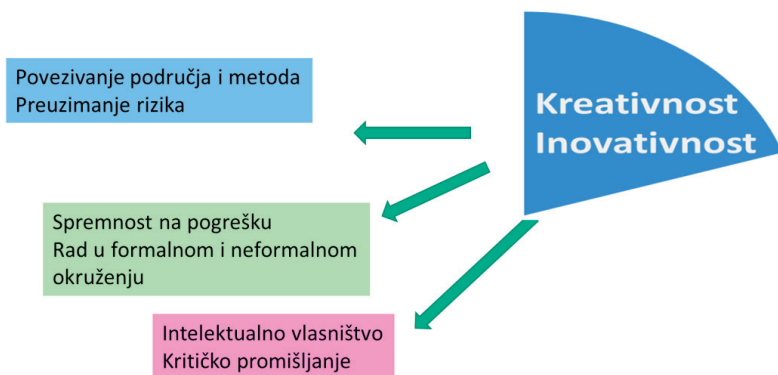 Povezivanje područja i metoda
Preuzimanje rizika
Kreativnost
Inovativnost
Spremnost na pogrešku
Rad u formalnom i neformalnom
okruženju
Intelektualno vlasništvo
Kritičko promišljanje